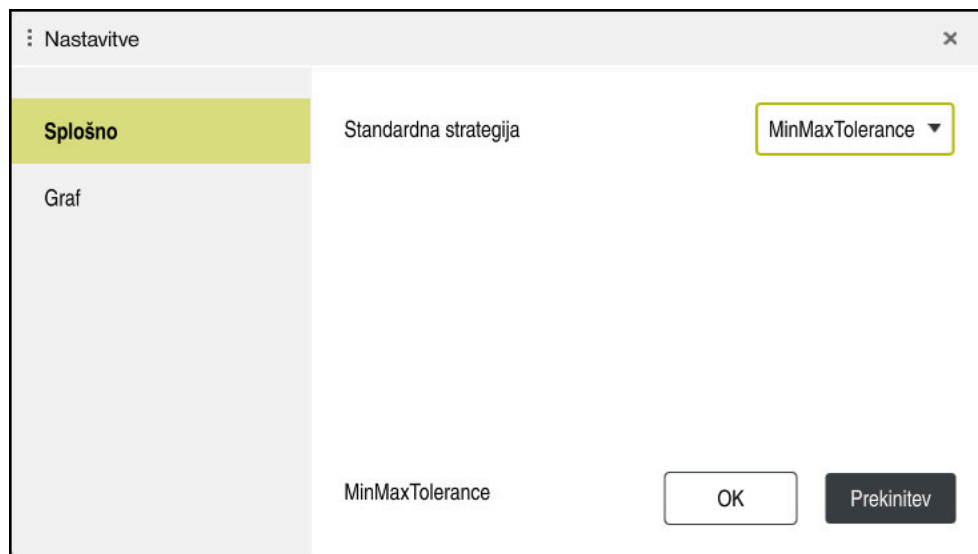 Nastavitve
Splošno
Graf
Standardna strategija
MinMaxTolerance
MinMaxTolerance
OK
Prekinitev